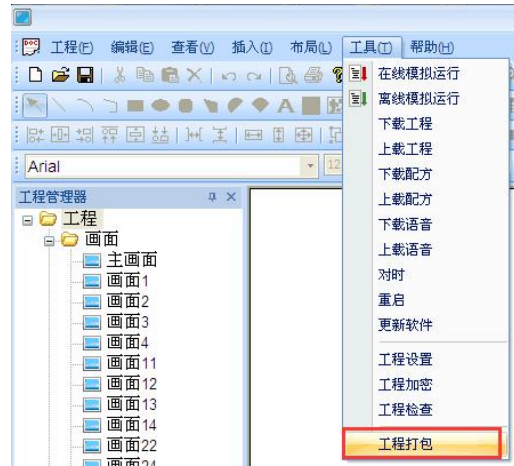 工程(F) 编辑(E) 查看(V) 插入(I) 布局(L) 工具(T) 帮助(H)
Arial
12
工程管理器
工程
画面
主画面
画面1
画面2
画面3
画面4
画面11
画面12
画面13
画面14
画面22
画面24
在线模拟运行
离线模拟运行
下载工程
上载工程
下载配方
上载配方
下载语音
上载语音
对时
重启
更新软件
工程设置
工程加密
工程检查
工程打包